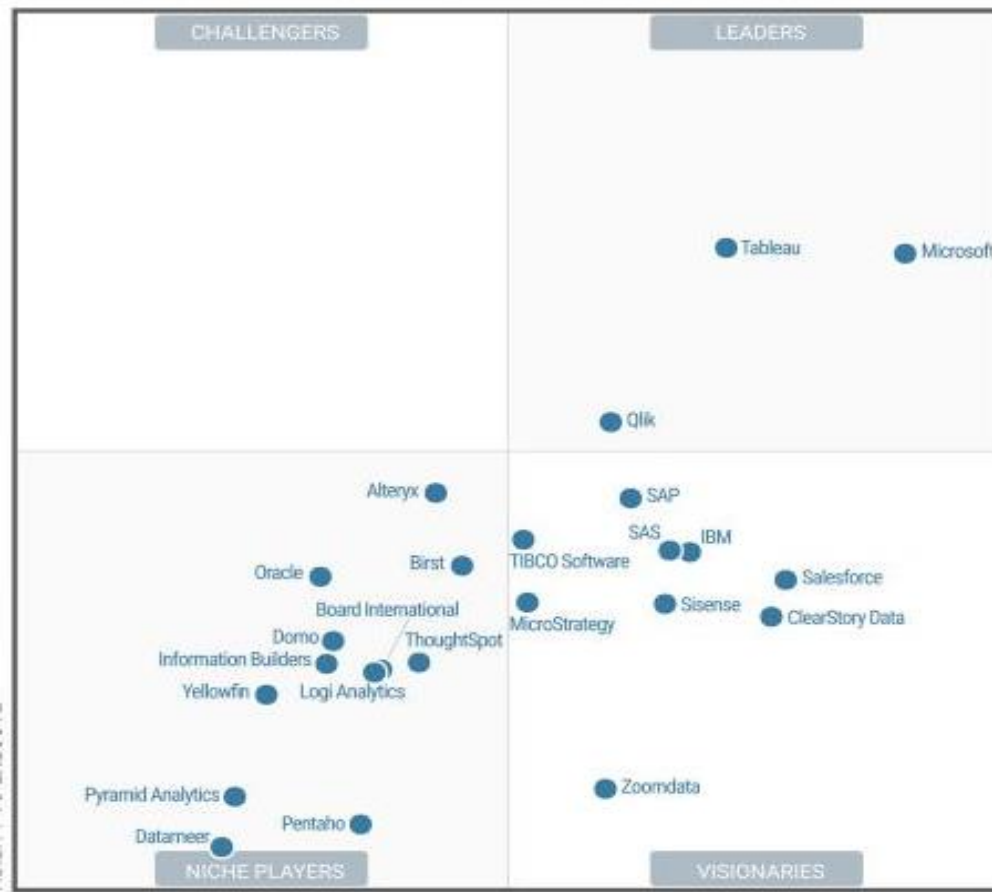 CHALLENGERS
LEADERS
Tableau
Microsoft
Qlik
Alteryx
SAP
SAS
IBM
TIBCO Software
Birst
Oracle
Salesforce
Board International
Sisense
MicroStrategy
ClearStory Data
Domo
ThoughtSpot
Information Builders
Yellowfin
Logi Analytics
Zoomdata
Pyramid Analytics
Pentaho
Datameer
NICHE PLAYERS
VISIONARIES